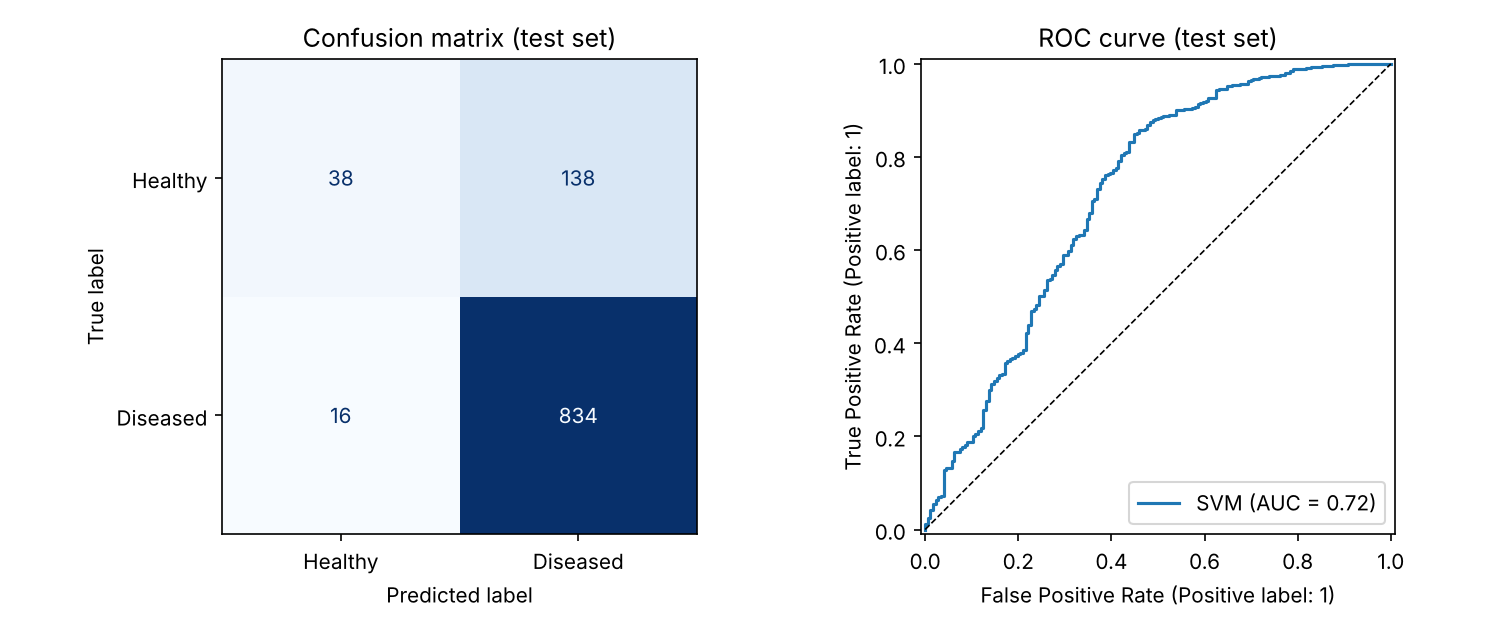 Confusion matrix (test set)
Healthy
38
138
True label
Diseased
16
834
Healthy
Diseased
Predicted label
ROC curve (test set)
True Positive Rate (Positive label: 1)
1.0
0.8
0.6
0.4
0.2
0.0
SVM (AUC = 0.72)
0.0
0.2
0.4
0.6
0.8
1.0
False Positive Rate (Positive label: 1)